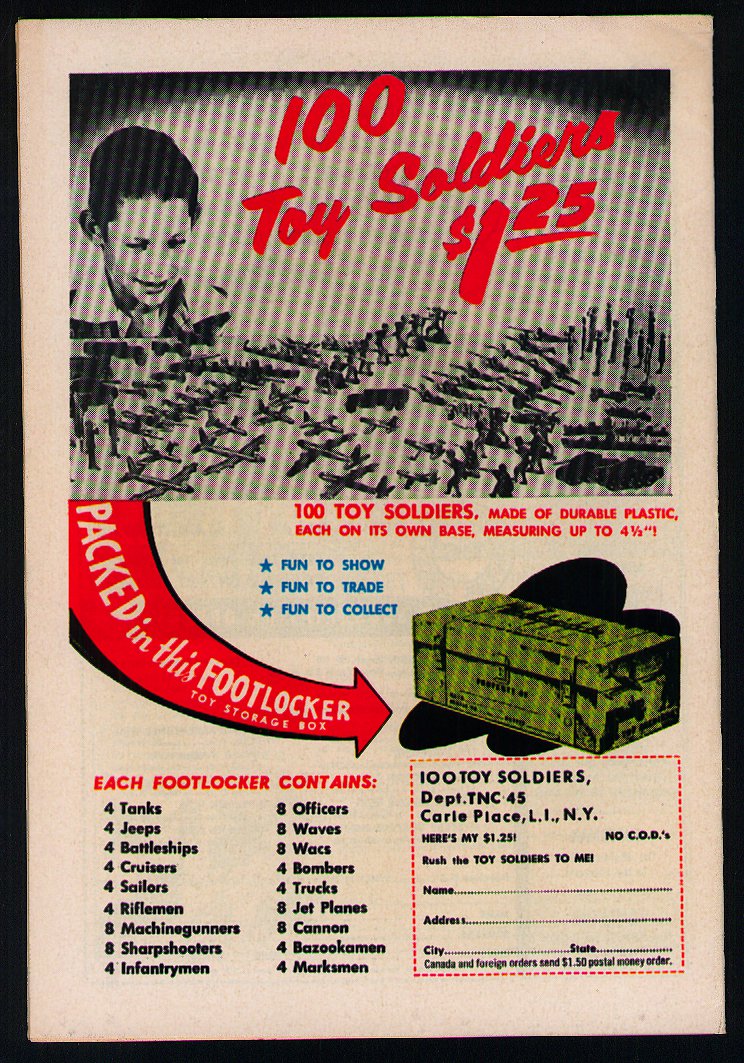 100
Toy Soldiers
$1.25
100 TOY SOLDIERS, MADE OF DURABLE PLASTIC,
EACH ON ITS OWN BASE, MEASURING UP TO 4½"!
★ FUN TO SHOW
★ FUN TO TRADE
★ FUN TO COLLECT
PACKED in this FOOTLOCKER
TOY STORAGE BOX
PROPERTY OF
EACH FOOTLOCKER CONTAINS:
4 Tanks
4 Jeeps
4 Battleships
4 Cruisers
4 Sailors
4 Riflemen
8 Machinegunners
8 Sharpshooters
4 Infantrymen
8 Officers
8 Waves
8 Wacs
4 Bombers
4 Trucks
8 Jet Planes
8 Cannon
4 Bazookamen
4 Marksmen
100 TOY SOLDIERS,
Dept. TNC 45
Carle Place, L.I., N.Y.
HERE'S MY $1.25! NO C.O.D.'s
Rush the TOY SOLDIERS TO ME!
Name
Address
City State
Canada and foreign orders send $1.50 postal money order.